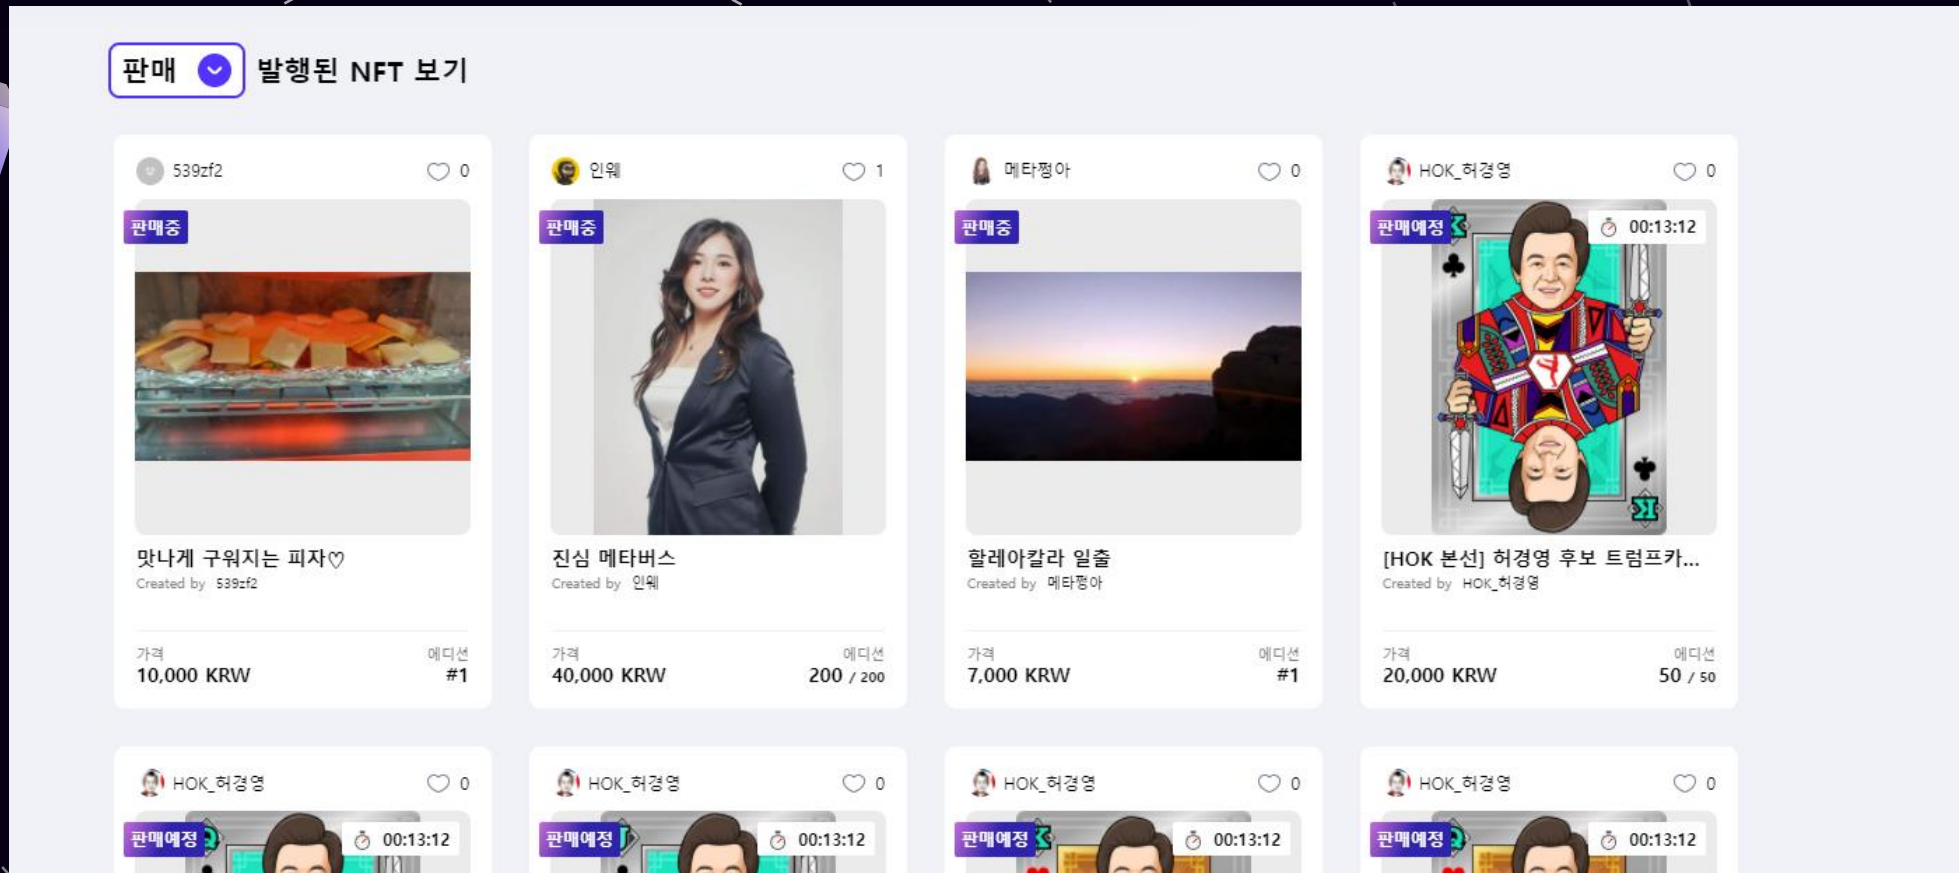 판매 발행된 NFT 보기
539zf2 0
판매중
맛나게 구워지는 피자♡
Created by 539zf2
가격 에디션
10,000 KRW #1
인웨 1
판매중
진심 메타버스
Created by 인웨
가격 에디션
40,000 KRW 200 / 200
메타쩡아 0
판매중
할레아칼라 일출
Created by 메타쩡아
가격 에디션
7,000 KRW #1
HOK_허경영 0
판매예정 00:13:12
K
K
[HOK 본선] 허경영 후보 트럼프카...
Created by HOK_허경영
가격 에디션
20,000 KRW 50 / 50
HOK_허경영 0
판매예정 Q 00:13:12
HOK_허경영 0
판매예정 J 00:13:12
HOK_허경영 0
판매예정 K 00:13:12
HOK_허경영 0
판매예정 Q 00:13:12